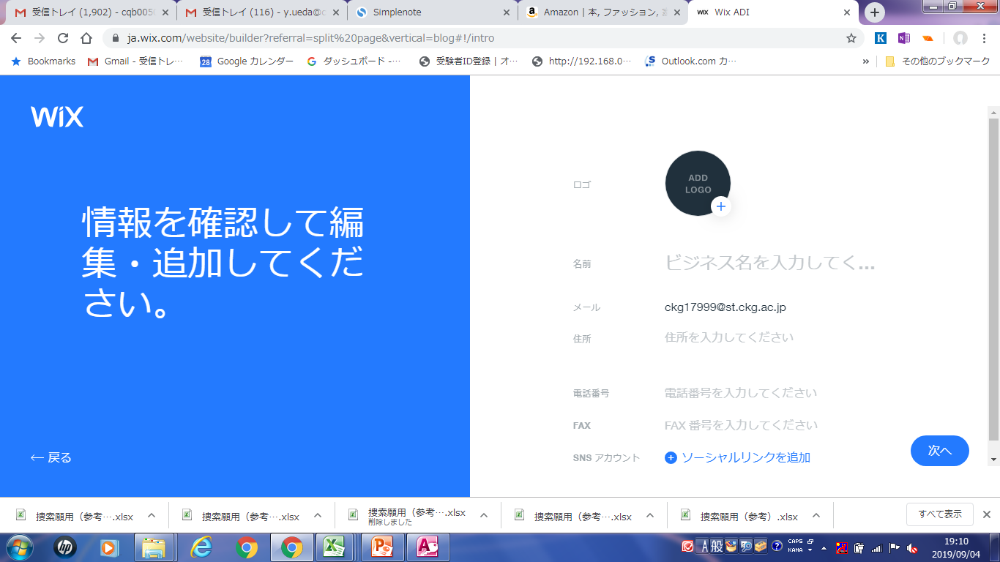 受信トレイ (1,902) - cqb005
受信トレイ (116) - y.ueda@c
Simplenote
Amazon | 本, ファッション,
WIX Wix ADI
ja.wix.com/website/builder?referral=split%20page&vertical=blog#!/intro
Bookmarks
Gmail - 受信トレ…
28 Google カレンダー
ダッシュボード -…
受験者ID登録 | オ…
http://192.168.0…
Outlook.com カ…
»
その他のブックマーク
WiX
情報を確認して編
集・追加してくだ
さい。
← 戻る
ロゴ
ADD
LOGO
名前 ビジネス名を入力してく...
メール ckg17999@st.ckg.ac.jp
住所 住所を入力してください
電話番号 電話番号を入力してください
FAX FAX 番号を入力してください
SNS アカウント ソーシャルリンクを追加
次へ
捜索願用（参考….xlsx
捜索願用（参考….xlsx
捜索願用（参考….xlsx
削除しました
捜索願用（参考….xlsx
捜索願用（参考）.xlsx
すべて表示
hp
A 般
CAPS
KANA
19:10
2019/09/04